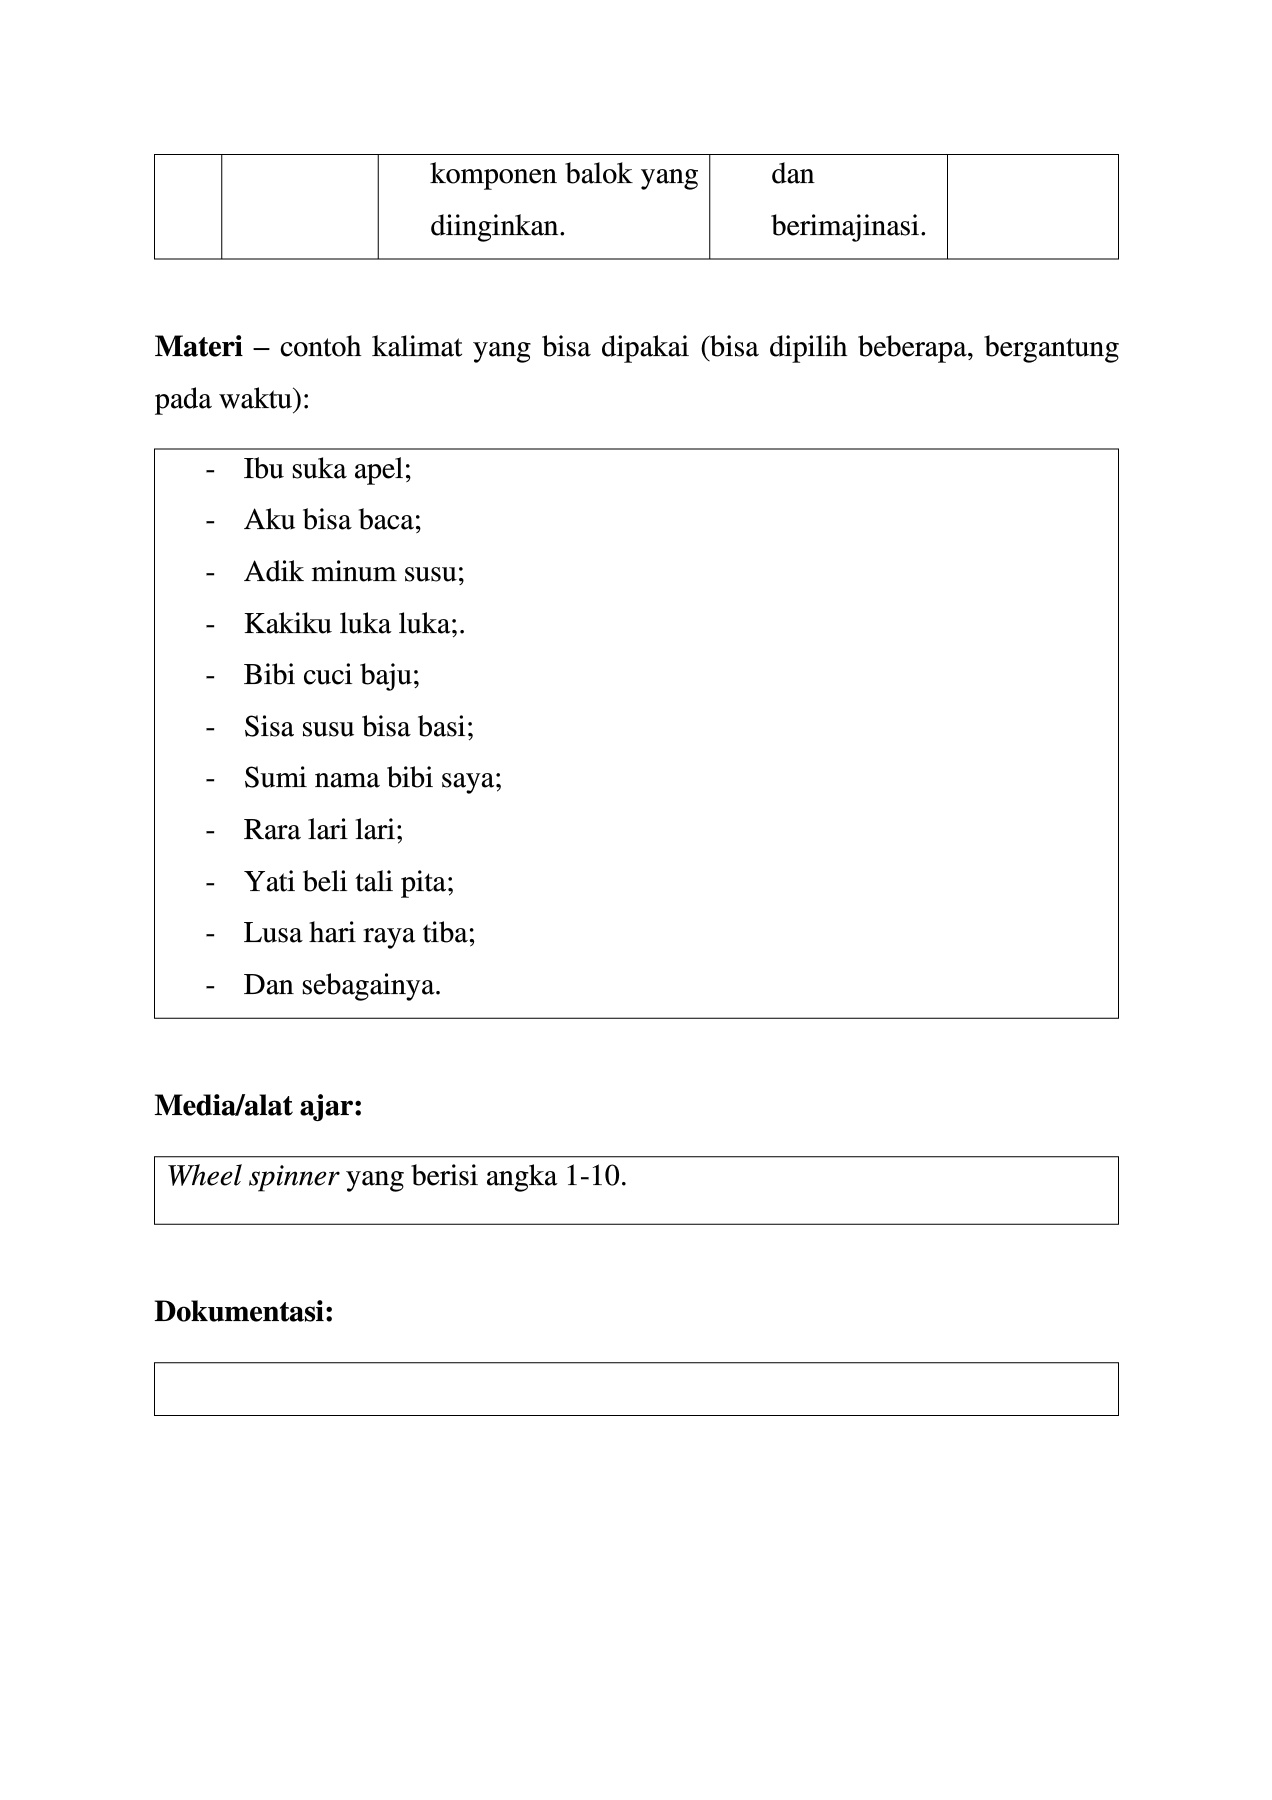 komponen balok yang
diinginkan.
dan
berimajinasi.
Materi – contoh kalimat yang bisa dipakai (bisa dipilih beberapa, bergantung
pada waktu):
- Ibu suka apel;
- Aku bisa baca;
- Adik minum susu;
- Kakiku luka luka;.
- Bibi cuci baju;
- Sisa susu bisa basi;
- Sumi nama bibi saya;
- Rara lari lari;
- Yati beli tali pita;
- Lusa hari raya tiba;
- Dan sebagainya.
Media/alat ajar:
Wheel spinner yang berisi angka 1-10.
Dokumentasi: